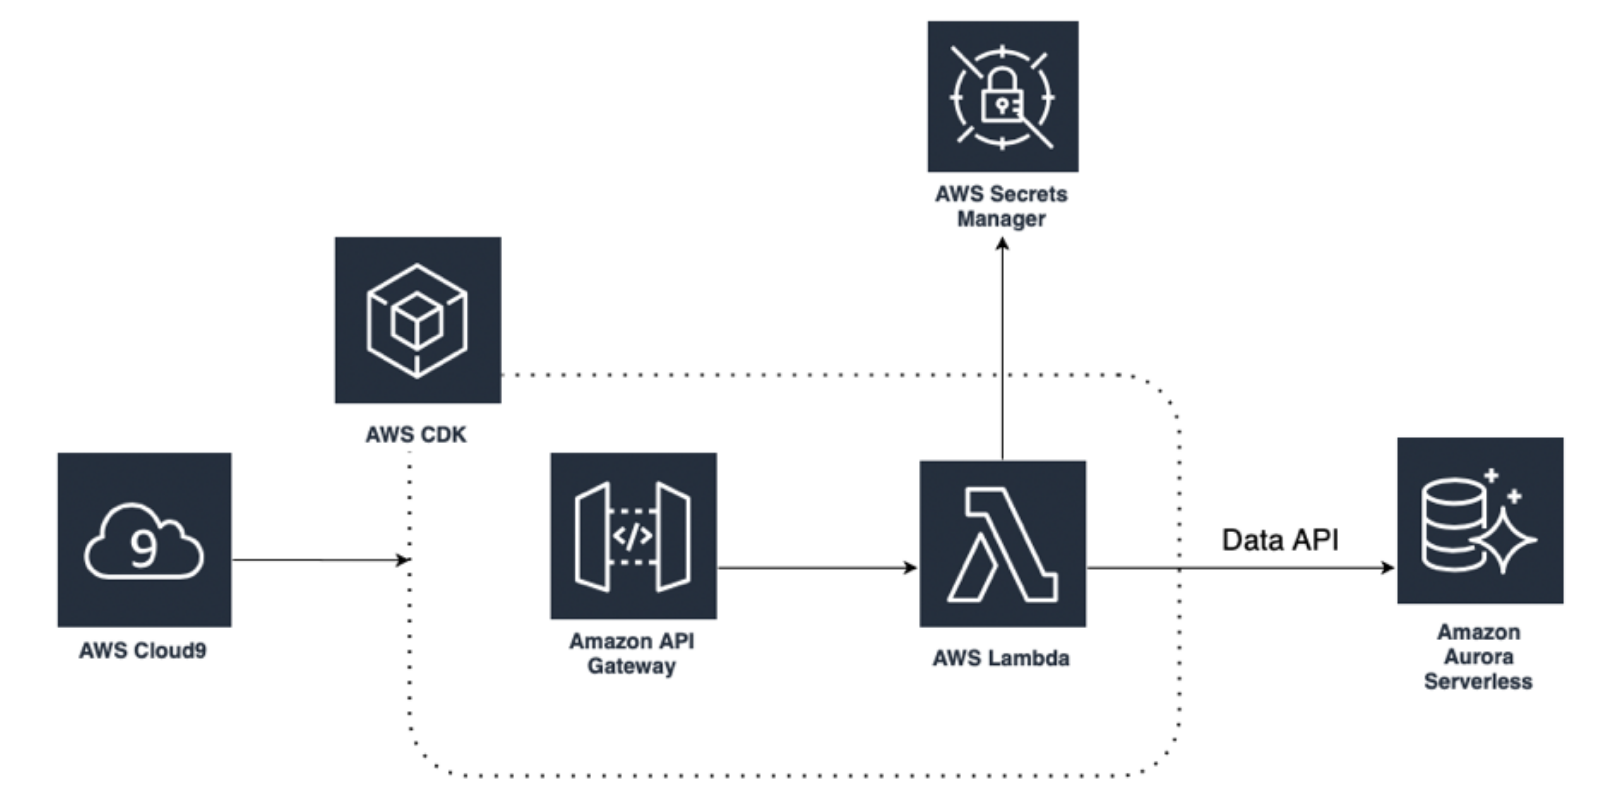 AWS Secrets
Manager
AWS CDK
9
AWS Cloud9
</>
Amazon API
Gateway
AWS Lambda
Data API
Amazon
Aurora
Serverless